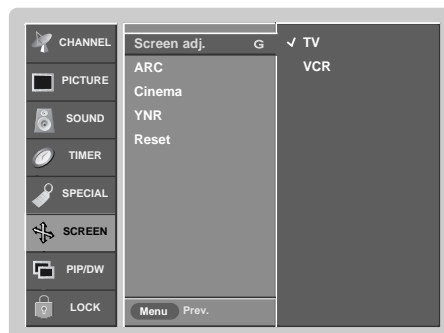 CHANNEL
PICTURE
SOUND
TIMER
SPECIAL
SCREEN
PIP/DW
LOCK
Screen adj. G
ARC
Cinema
YNR
Reset
Menu Prev.
✓ TV
VCR